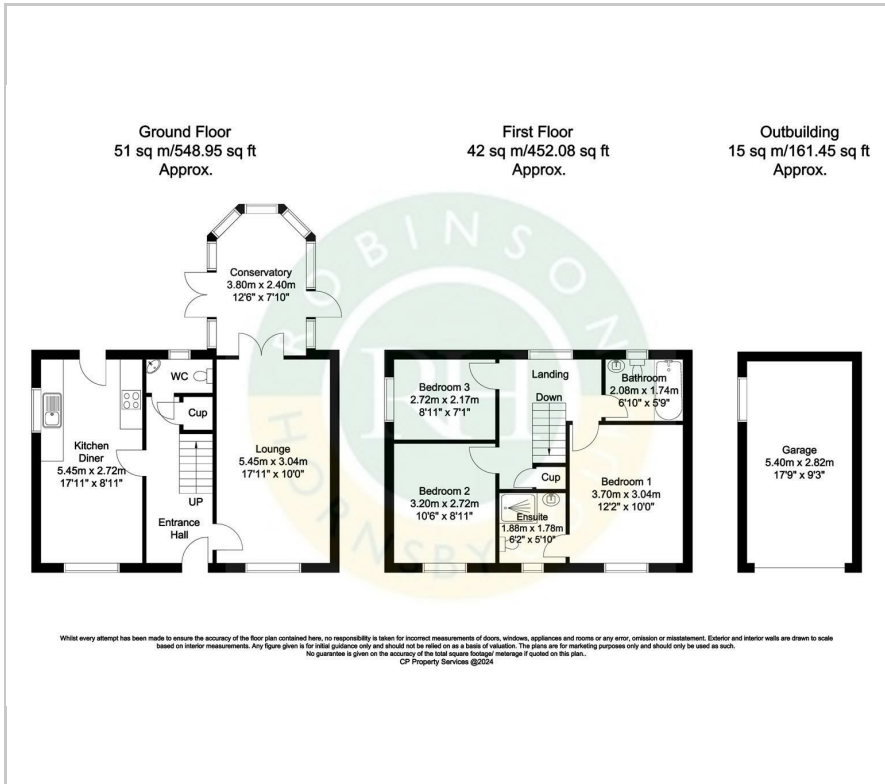 Ground Floor
51 sq m/548.95 sq ft
Approx.
First Floor
42 sq m/452.08 sq ft
Approx.
Outbuilding
15 sq m/161.45 sq ft
Approx.
ROBINSON
RH
HORNSBY
Conservatory
3.80m x 2.40m
12'6" x 7'10"
WC
Cup
Kitchen
Diner
5.45m x 2.72m
17'11" x 8'11"
Lounge
5.45m x 3.04m
17'11" x 10'0"
UP
Entrance
Hall
Bedroom 3
2.72m x 2.17m
8'11" x 7'1"
Landing
Down
Bathroom
2.08m x 1.74m
6'10" x 5'9"
Cup
Bedroom 2
3.20m x 2.72m
10'6" x 8'11"
Bedroom 1
3.70m x 3.04m
12'2" x 10'0"
Ensuite
1.88m x 1.78m
6'2" x 5'10"
Garage
5.40m x 2.82m
17'9" x 9'3"
Whilst every attempt has been made to ensure the accuracy of the floor plan contained here, no responsibility is taken for incorrect measurements of doors, windows, appliances and rooms or any error, omission or misstatement. Exterior and interior walls are drawn to scale
based on interior measurements. Any figure given is for initial guidance only and should not be relied on as a basis of valuation. The plans are for marketing purposes only and should only be used as such.
No guarantee is given on the accuracy of the total square footage/ meterage if quoted on this plan..
CP Property Services @2024